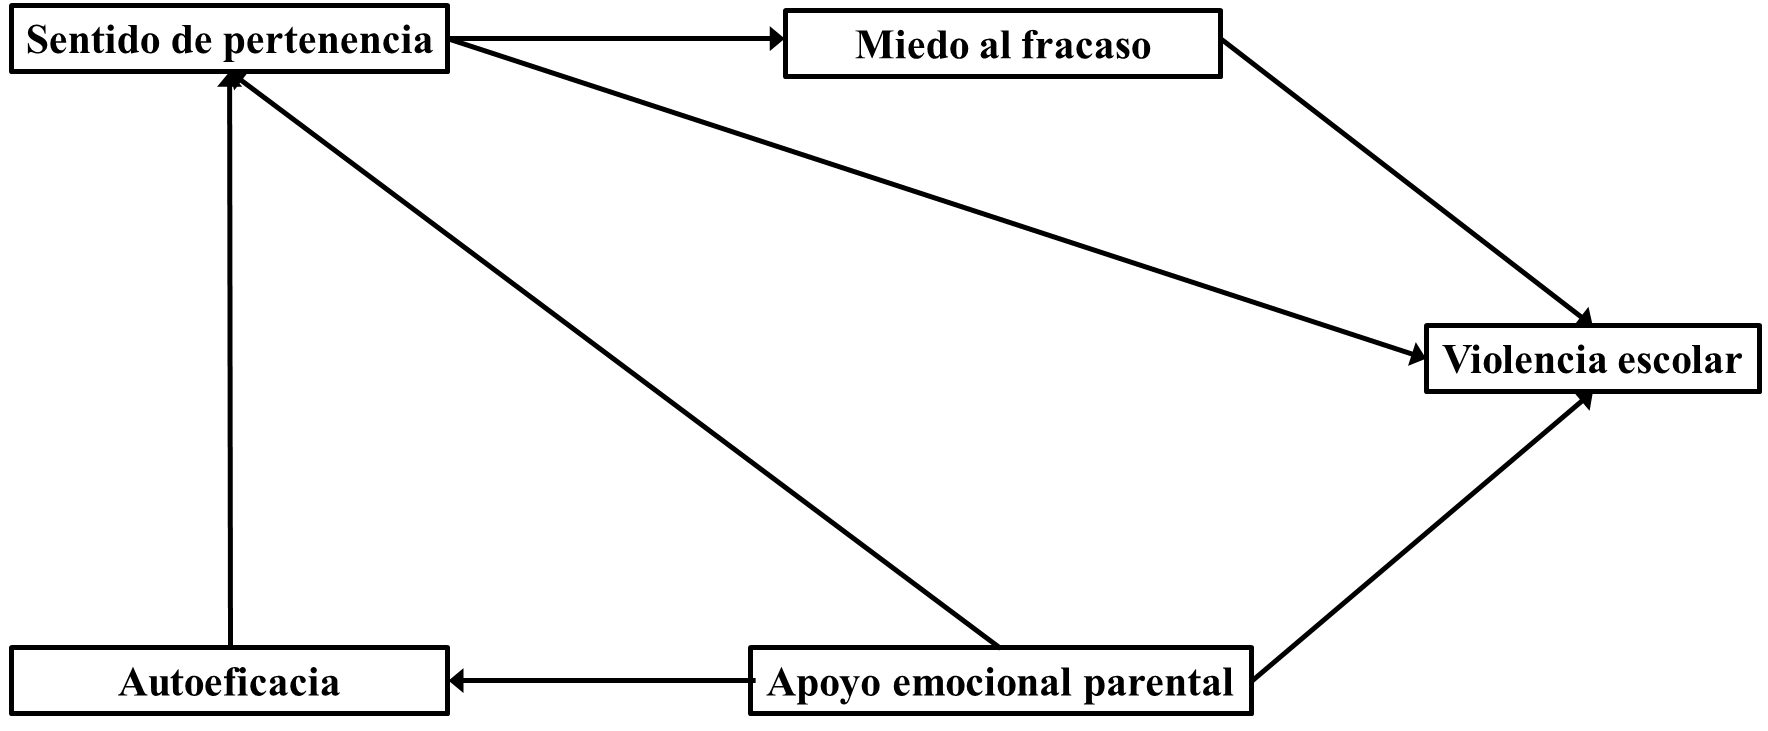 Sentido de pertenencia
Miedo al fracaso
Violencia escolar
Autoeficacia
Apoyo emocional parental